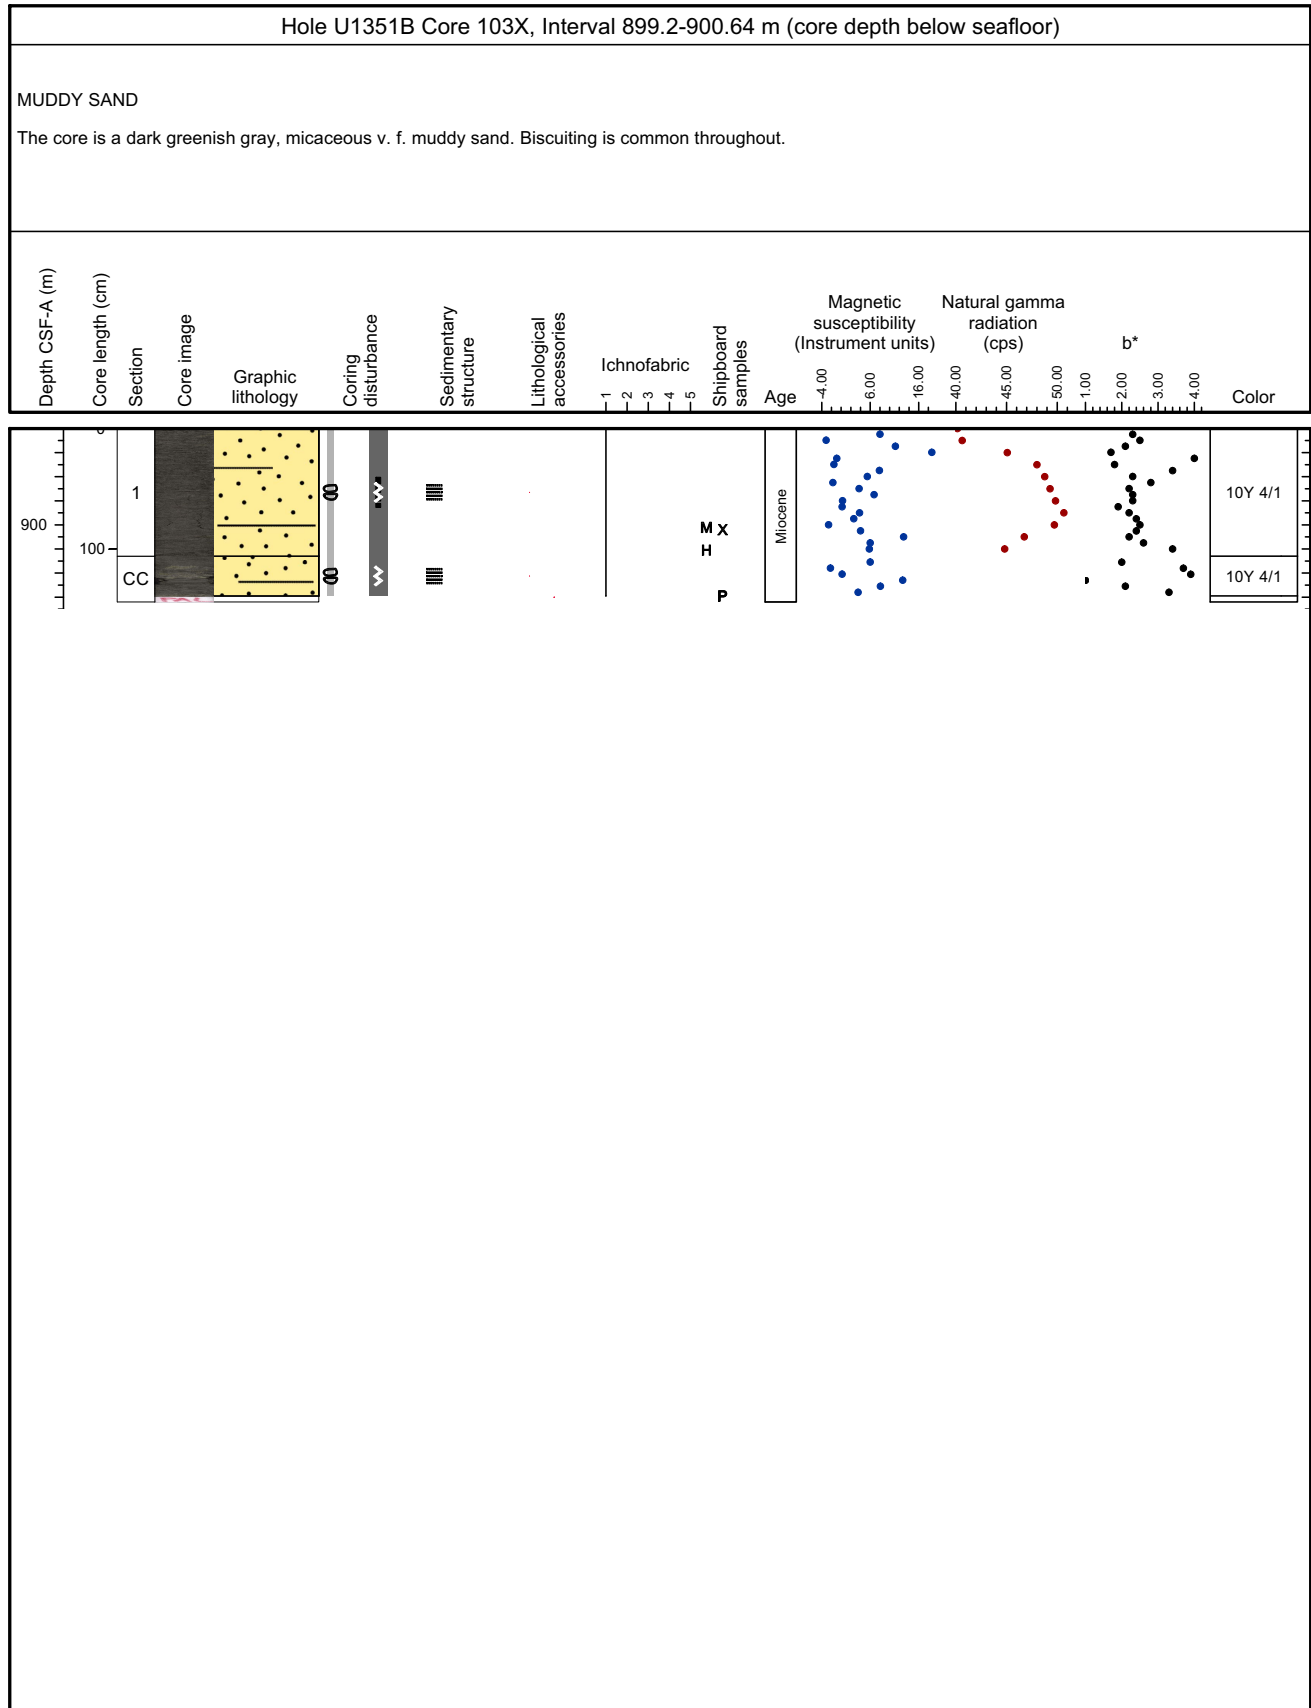 Hole U1351B Core 103X, Interval 899.2-900.64 m (core depth below seafloor)
MUDDY SAND
The core is a dark greenish gray, micaceous v. f. muddy sand. Biscuiting is common throughout.
Depth CSF-A (m)
Core length (cm)
Section
Core image
Graphic
lithology
Coring
disturbance
Sedimentary
structure
Lithological
accessories
Ichnofabric
1 2 3 4 5
Shipboard
samples
Age
Magnetic
susceptibility
(Instrument units)
-4.00 6.00 16.00
Natural gamma
radiation
(cps)
40.00 45.00 50.00
b*
1.00 2.00 3.00 4.00
Color
0
1
900
100
CC
M X
H
P
Miocene
10Y 4/1
10Y 4/1